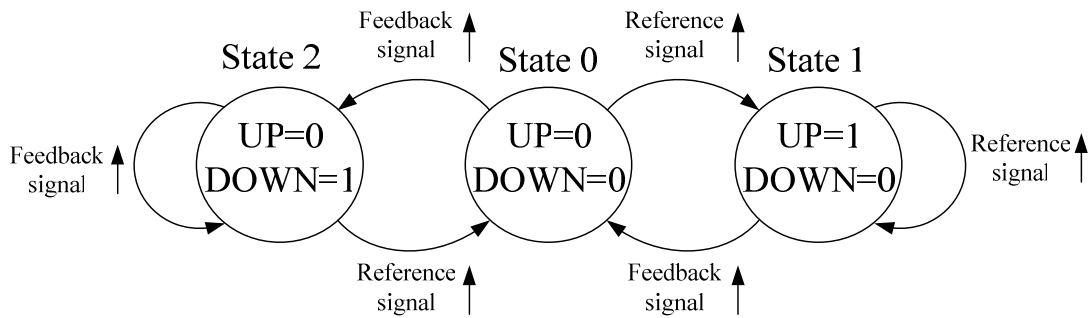 Feedback
signal
Reference
signal
State 2
State 0
State 1
UP=0
DOWN=1
UP=0
DOWN=0
UP=1
DOWN=0
Feedback
signal
Reference
signal
Reference
signal
Feedback
signal